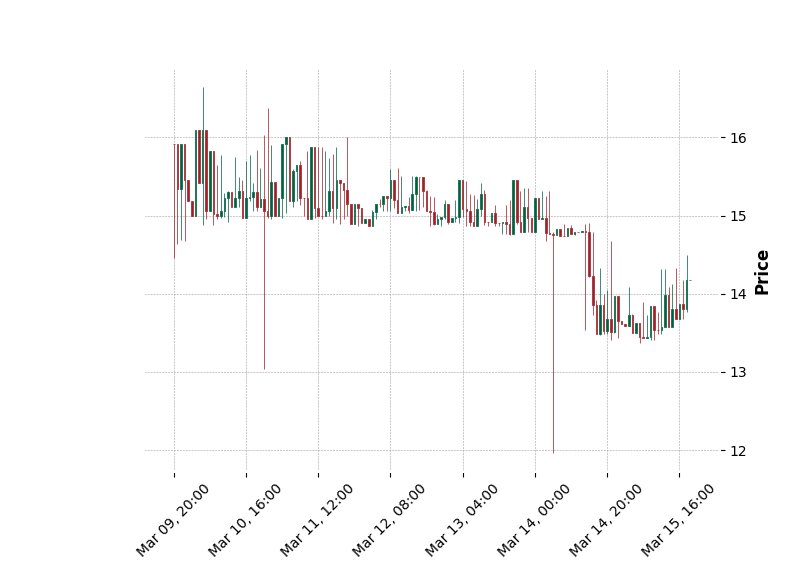 16
15
14
13
12
Price
Mar 09, 20:00
Mar 10, 16:00
Mar 11, 12:00
Mar 12, 08:00
Mar 13, 04:00
Mar 14, 00:00
Mar 14, 20:00
Mar 15, 16:00